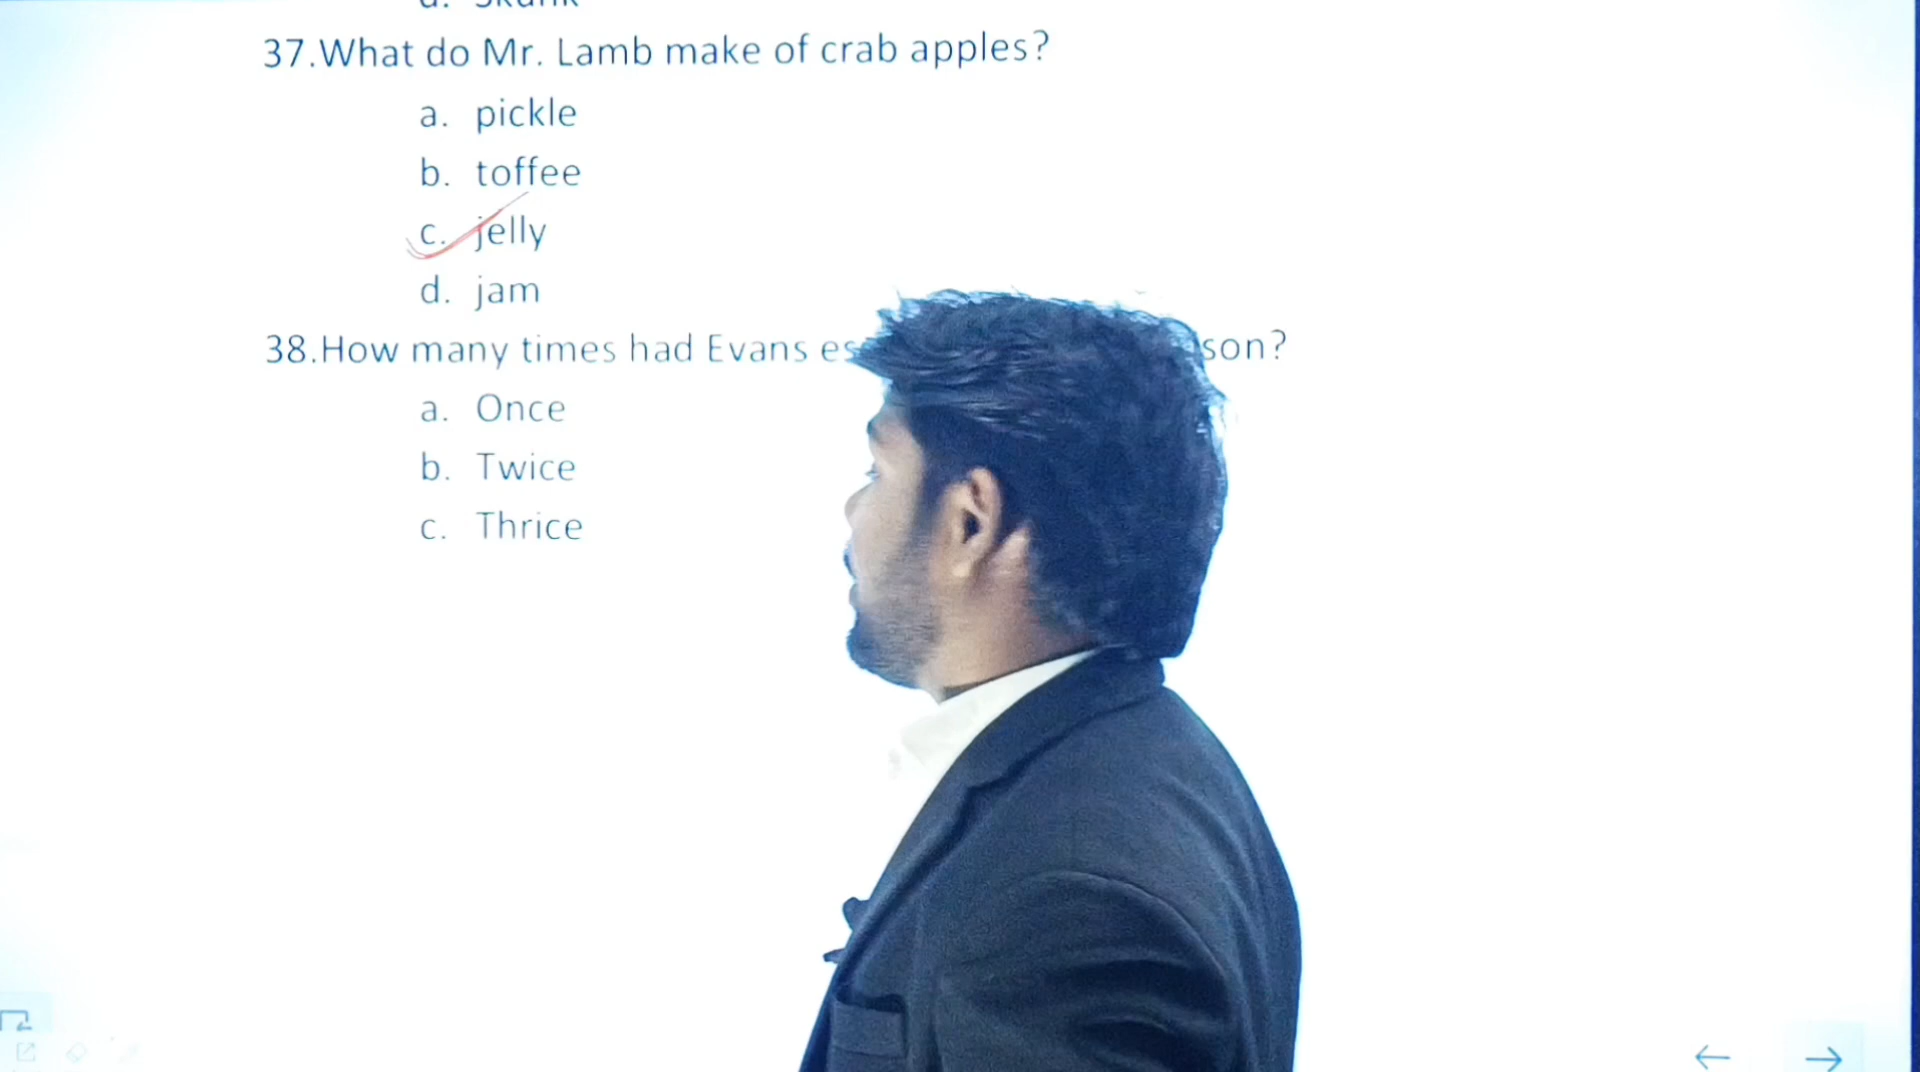 37.What do Mr. Lamb make of crab apples?
a. pickle
b. toffee
c. jelly
d. jam
38.How many times had Evans es son?
a. Once
b. Twice
c. Thrice